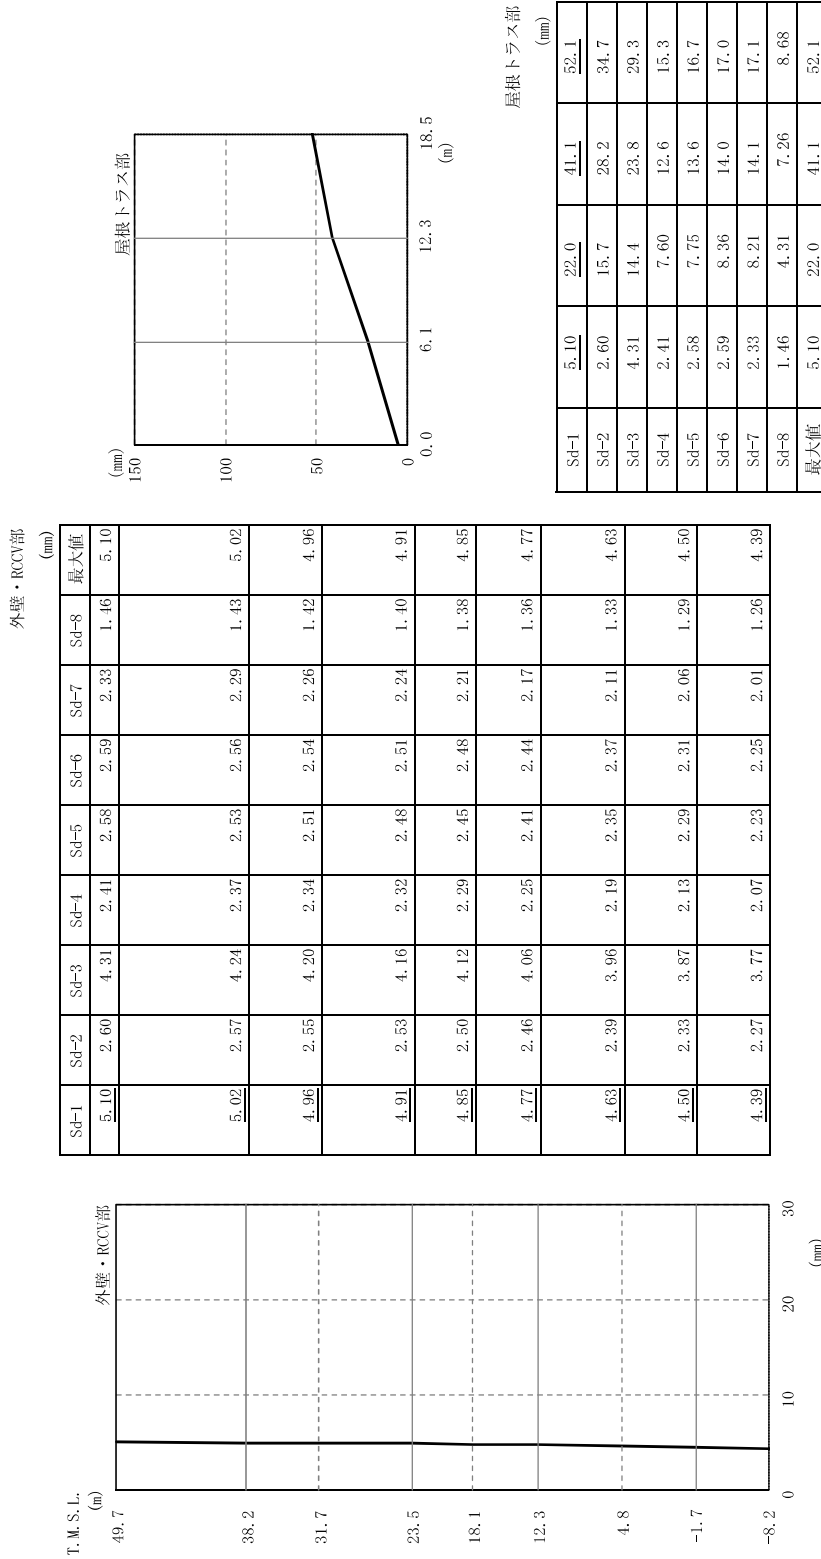 外壁・RCCV部
T.M.S.L.
(m)
49.7
38.2
31.7
23.5
18.1
12.3
4.8
-1.7
-8.2
0 10 20 30
(mm)
外壁・RCCV部
(mm)
Sd-1 Sd-2 Sd-3 Sd-4 Sd-5 Sd-6 Sd-7 Sd-8 最大値
5.10 2.60 4.31 2.41 2.58 2.59 2.33 1.46 5.10
5.02 2.57 4.24 2.37 2.53 2.56 2.29 1.43 5.02
4.96 2.55 4.20 2.34 2.51 2.54 2.26 1.42 4.96
4.91 2.53 4.16 2.32 2.48 2.51 2.24 1.40 4.91
4.85 2.50 4.12 2.29 2.45 2.48 2.21 1.38 4.85
4.77 2.46 4.06 2.25 2.41 2.44 2.17 1.36 4.77
4.63 2.39 3.96 2.19 2.35 2.37 2.11 1.33 4.63
4.50 2.33 3.87 2.13 2.29 2.31 2.06 1.29 4.50
4.39 2.27 3.77 2.07 2.23 2.25 2.01 1.26 4.39
屋根トラス部
(mm)
150
100
50
0
0.0 6.1 12.3 18.5
(m)
屋根トラス部
(mm)
Sd-1 5.10 22.0 41.1 52.1
Sd-2 2.60 15.7 28.2 34.7
Sd-3 4.31 14.4 23.8 29.3
Sd-4 2.41 7.60 12.6 15.3
Sd-5 2.58 7.75 13.6 16.7
Sd-6 2.59 8.36 14.0 17.0
Sd-7 2.33 8.21 14.1 17.1
Sd-8 1.46 4.31 7.26 8.68
最大値 5.10 22.0 41.1 52.1